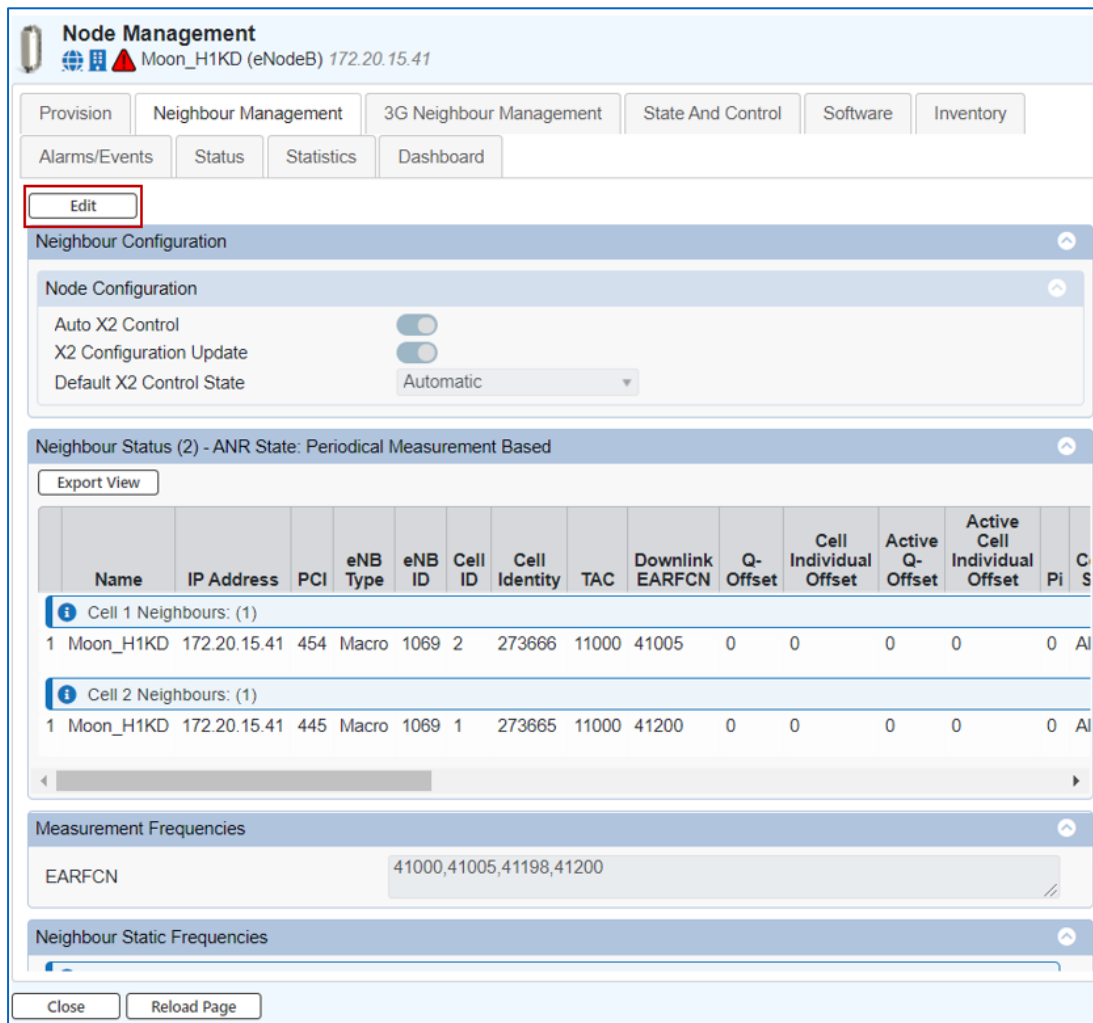 Node Management
Moon_H1KD (eNodeB) 172.20.15.41
Provision Neighbour Management 3G Neighbour Management State And Control Software Inventory
Alarms/Events Status Statistics Dashboard
Edit
Neighbour Configuration
Node Configuration
Auto X2 Control
X2 Configuration Update
Default X2 Control State Automatic
Neighbour Status (2) - ANR State: Periodical Measurement Based
Export View
Name IP Address PCI eNB Type eNB ID Cell ID Cell Identity TAC Downlink EARFCN Q-Offset Cell Individual Offset Active Q-Offset Active Cell Individual Offset Pi
Cell 1 Neighbours: (1)
1 Moon_H1KD 172.20.15.41 454 Macro 1069 2 273666 11000 41005 0 0 0 0 0
Cell 2 Neighbours: (1)
1 Moon_H1KD 172.20.15.41 445 Macro 1069 1 273665 11000 41200 0 0 0 0 0
Measurement Frequencies
EARFCN 41000,41005,41198,41200
Neighbour Static Frequencies
Close Reload Page